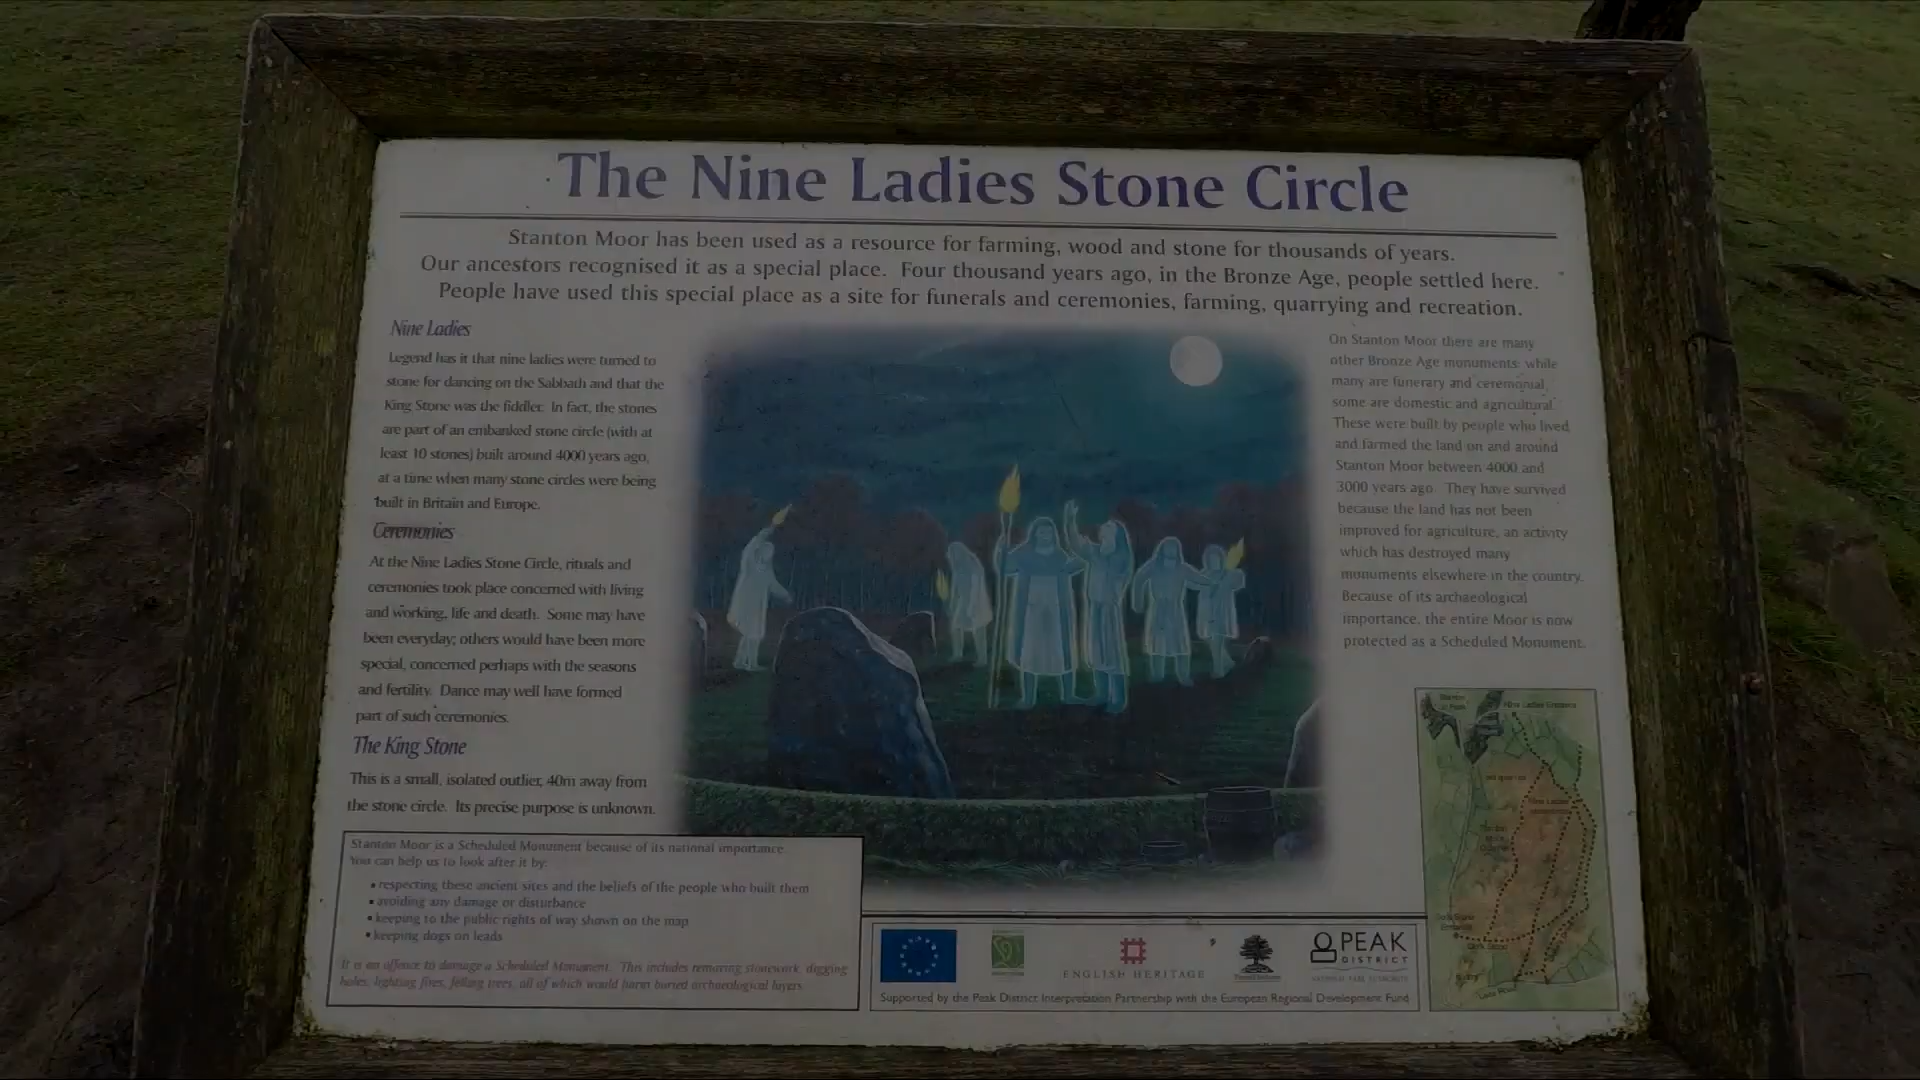 The Nine Ladies Stone Circle
Stanton Moor has been used as a resource for farming, wood and stone for thousands of years.
Our ancestors recognised it as a special place. Four thousand years ago, in the Bronze Age, people settled here.
People have used this special place as a site for funerals and ceremonies, farming, quarrying and recreation.
Nine Ladies
Legend has it that nine ladies were turned to
stone for dancing on the Sabbath and that the
King Stone was the fiddler. In fact, the stones
are part of an embanked stone circle (with at
least 10 stones) built around 4000 years ago,
at a time when many stone circles were being
built in Britain and Europe.
Ceremonies
At the Nine Ladies Stone Circle, rituals and
ceremonies took place concerned with living
and working, life and death. Some may have
been everyday; others would have been more
special, concerned perhaps with the seasons
and fertility. Dance may well have formed
part of such ceremonies.
The King Stone
This is a small, isolated outlier, 40m away from
the stone circle. Its precise purpose is unknown.
On Stanton Moor there are many
other Bronze Age monuments: while
many are funerary and ceremonial,
some are domestic and agricultural.
These were built by people who lived
and farmed the land on and around
Stanton Moor between 4000 and
3000 years ago. They have survived
because the land has not been
improved for agriculture, an activity
which has destroyed many
monuments elsewhere in the country.
Because of its archaeological
importance, the entire Moor is now
protected as a Scheduled Monument.
Stanton Moor is a Scheduled Monument because of its national importance.
You can help us to look after it by:
• respecting these ancient sites and the beliefs of the people who built them
• avoiding any damage or disturbance
• keeping to the public rights of way shown on the map
• keeping dogs on leads
It is an offence to damage a Scheduled Monument. This includes removing stonework, digging
holes, lighting fires, felling trees, all of which would harm buried archaeological layers.
ENGLISH HERITAGE
PEAK
DISTRICT
NATIONAL PARK AUTHORITY
Supported by the Peak District Interpretation Partnership with the European Regional Development Fund
Nine Ladies